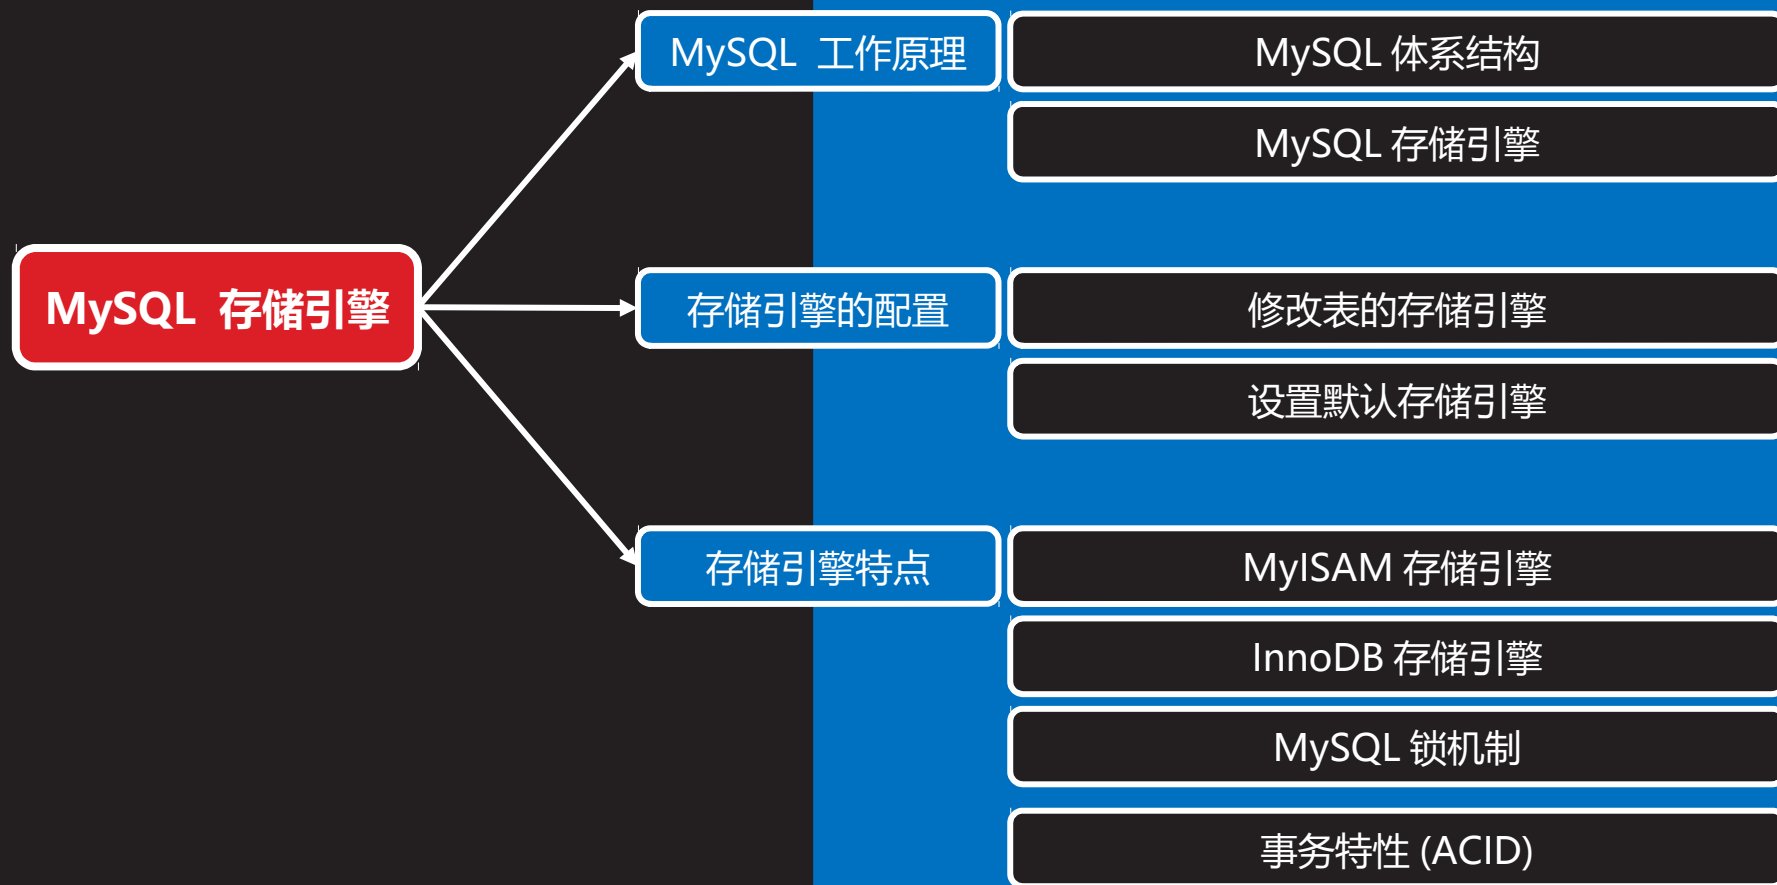 MySQL 工作原理
MySQL 体系结构
MySQL 存储引擎
MySQL 存储引擎
存储引擎的配置
修改表的存储引擎
设置默认存储引擎
存储引擎特点
MyISAM 存储引擎
InnoDB 存储引擎
MySQL 锁机制
事务特性 (ACID)